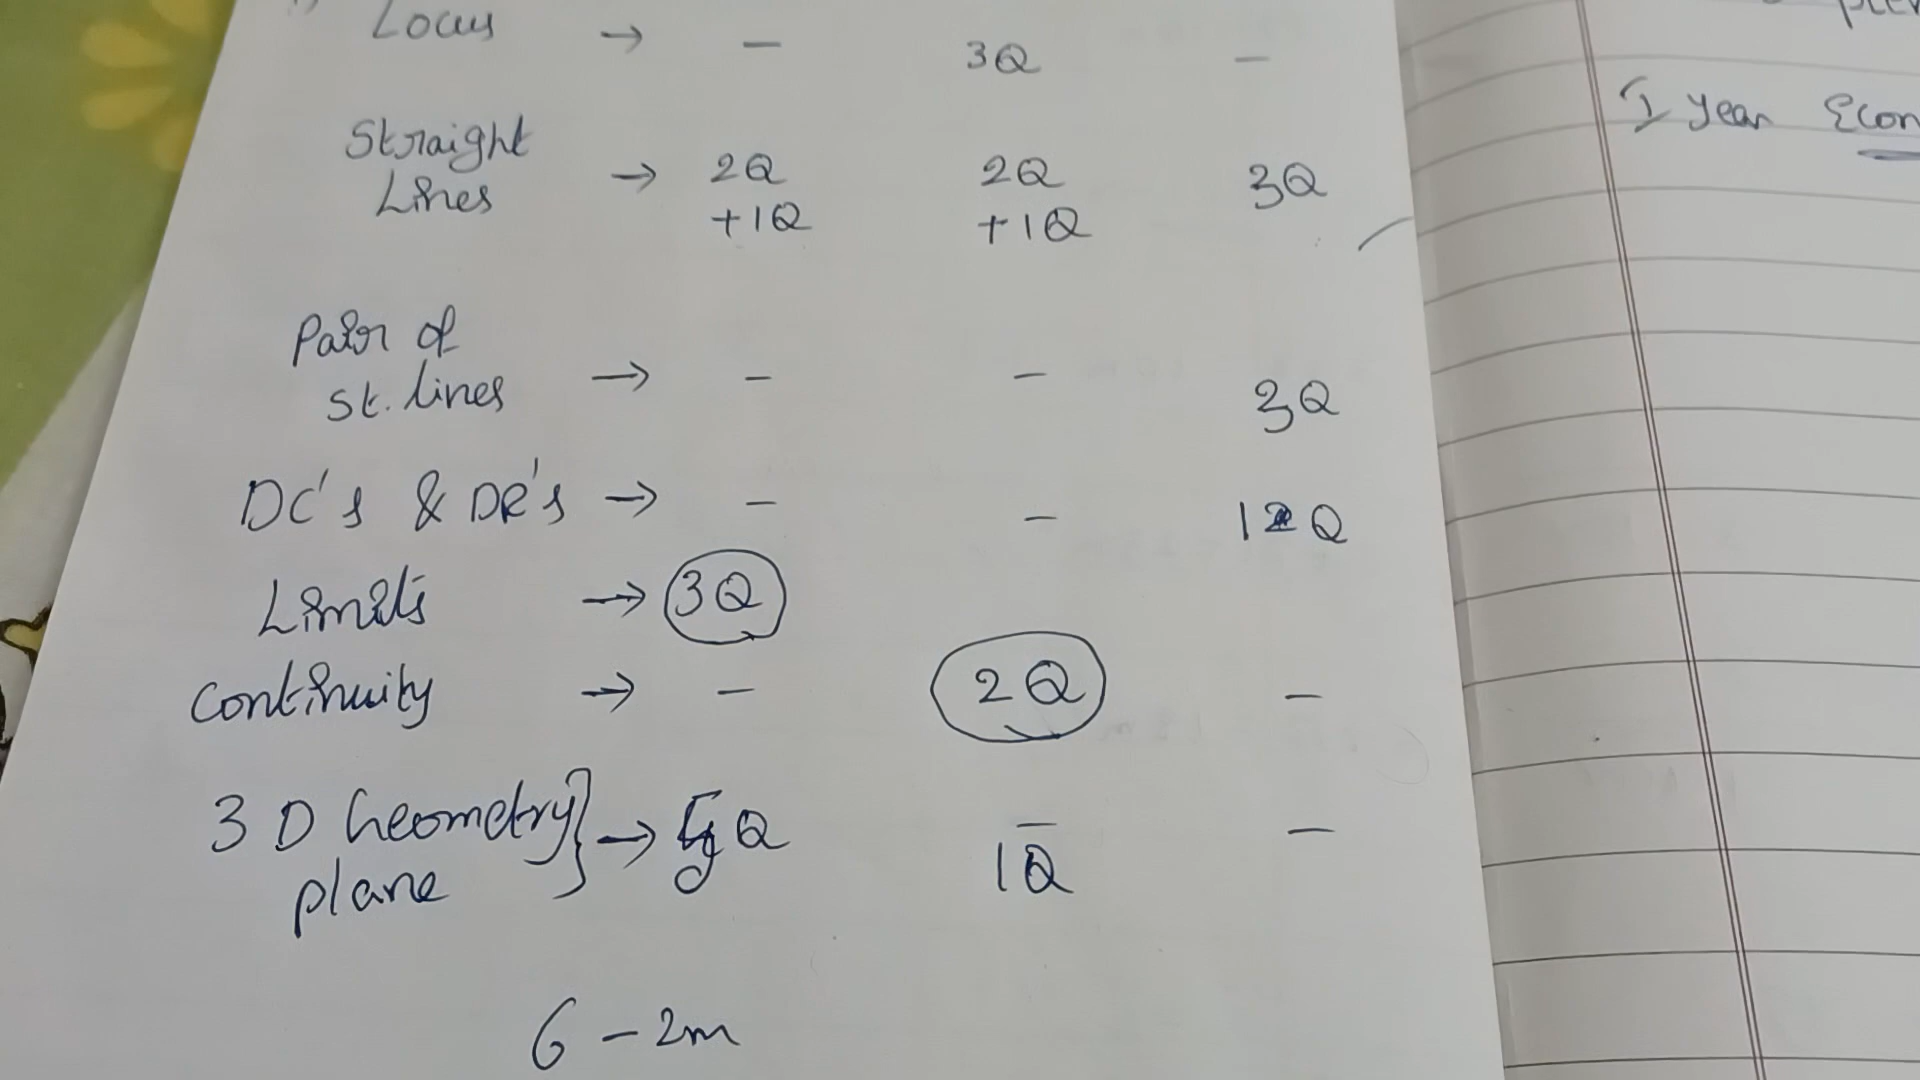 Locus → - 3Q -
Straight
Lines → 2Q 2Q 3Q
+1Q +1Q
Pair of
st. lines → - - 3Q
DC's & DR's → - - 1 Q
Limits → 3Q
Continuity → - 2Q -
3D Geometry
plane } → Q - -
1Q
6 - 2m
I year Econ